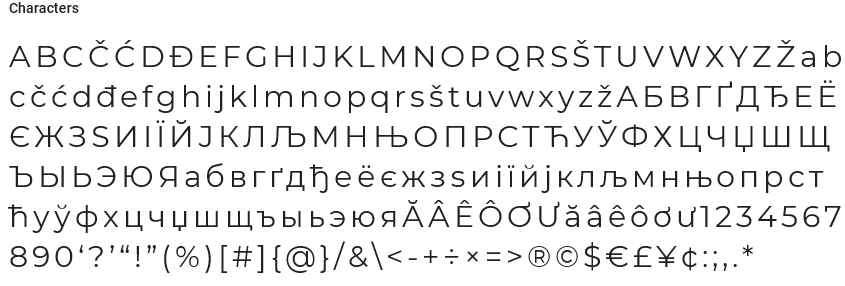 Characters
ABCČĆDĐEFGHIJKLMNOPQRSŠTUVWXYZŽab
cčćdđefghijklmnopqrsštuvwxyzžАБВГҐДЂЕЁ
ЄЖЗЅИІЇЙЈКЛЉМНЊОПРСТЋУЎФХЦЧЏШЩ
ЪЫЬЭЮЯабвгґдђеёєжзѕиіїйјклљмнњопрст
ћуўфхцчџшщъыьэюяĂÂÊÔƠƯăâêôơư1234567
890‘?’“!”(%)[#]{@}/&\<-+÷×=>®©$€£¥¢:;,.*